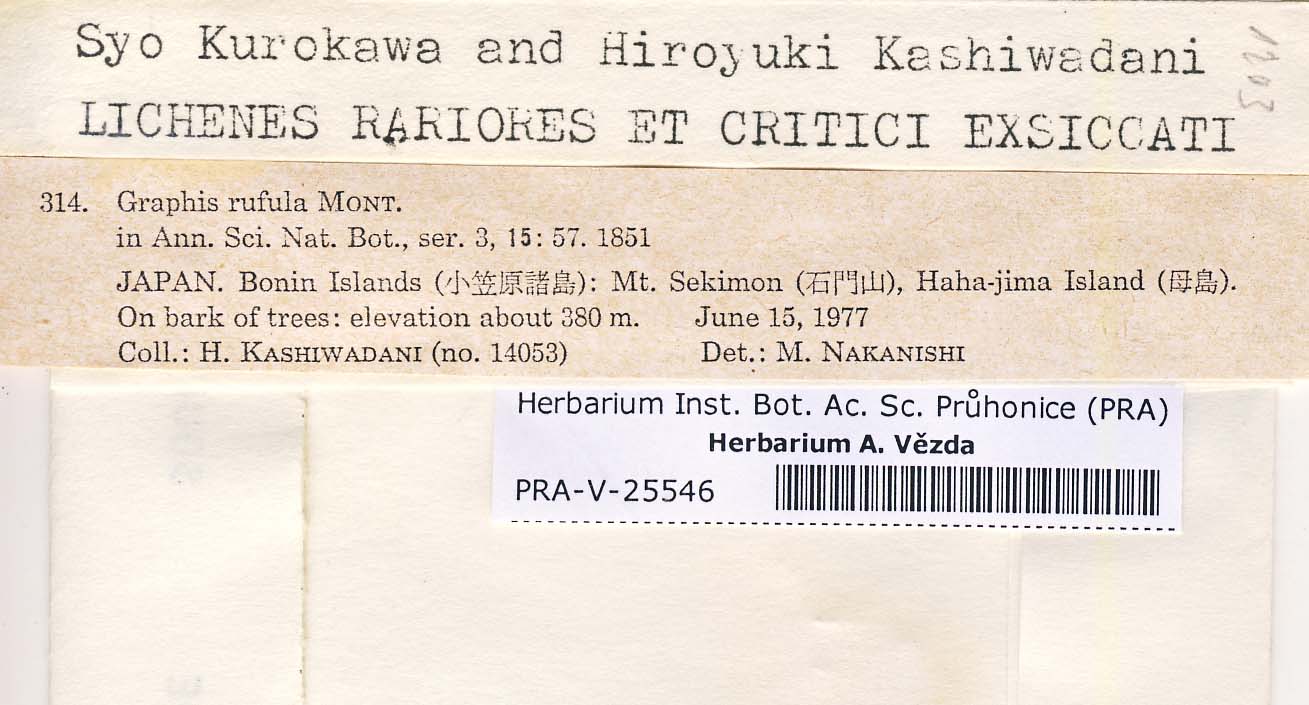 Syo Kurokawa and Hiroyuki Kashiwadani
LICHENES RARIORES ET CRITICI EXSICCATI
1203
314. Graphis rufula MONT.
in Ann. Sci. Nat. Bot., ser. 3, 15: 57. 1851
JAPAN. Bonin Islands (小笠原諸島): Mt. Sekimon (石門山), Haha-jima Island (母島).
On bark of trees: elevation about 380 m. June 15, 1977
Coll.: H. KASHIWADANI (no. 14053) Det.: M. NAKANISHI
Herbarium Inst. Bot. Ac. Sc. Průhonice (PRA)
Herbarium A. Vězda
PRA-V-25546